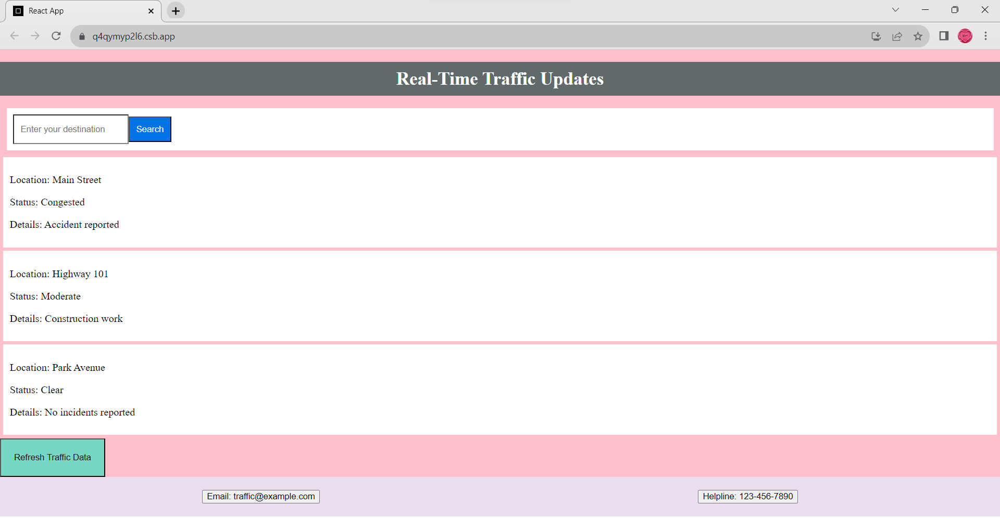 React App
q4qymyp2l6.csb.app
Real-Time Traffic Updates
Enter your destination Search
Location: Main Street
Status: Congested
Details: Accident reported
Location: Highway 101
Status: Moderate
Details: Construction work
Location: Park Avenue
Status: Clear
Details: No incidents reported
Refresh Traffic Data
Email: traffic@example.com Helpline: 123-456-7890